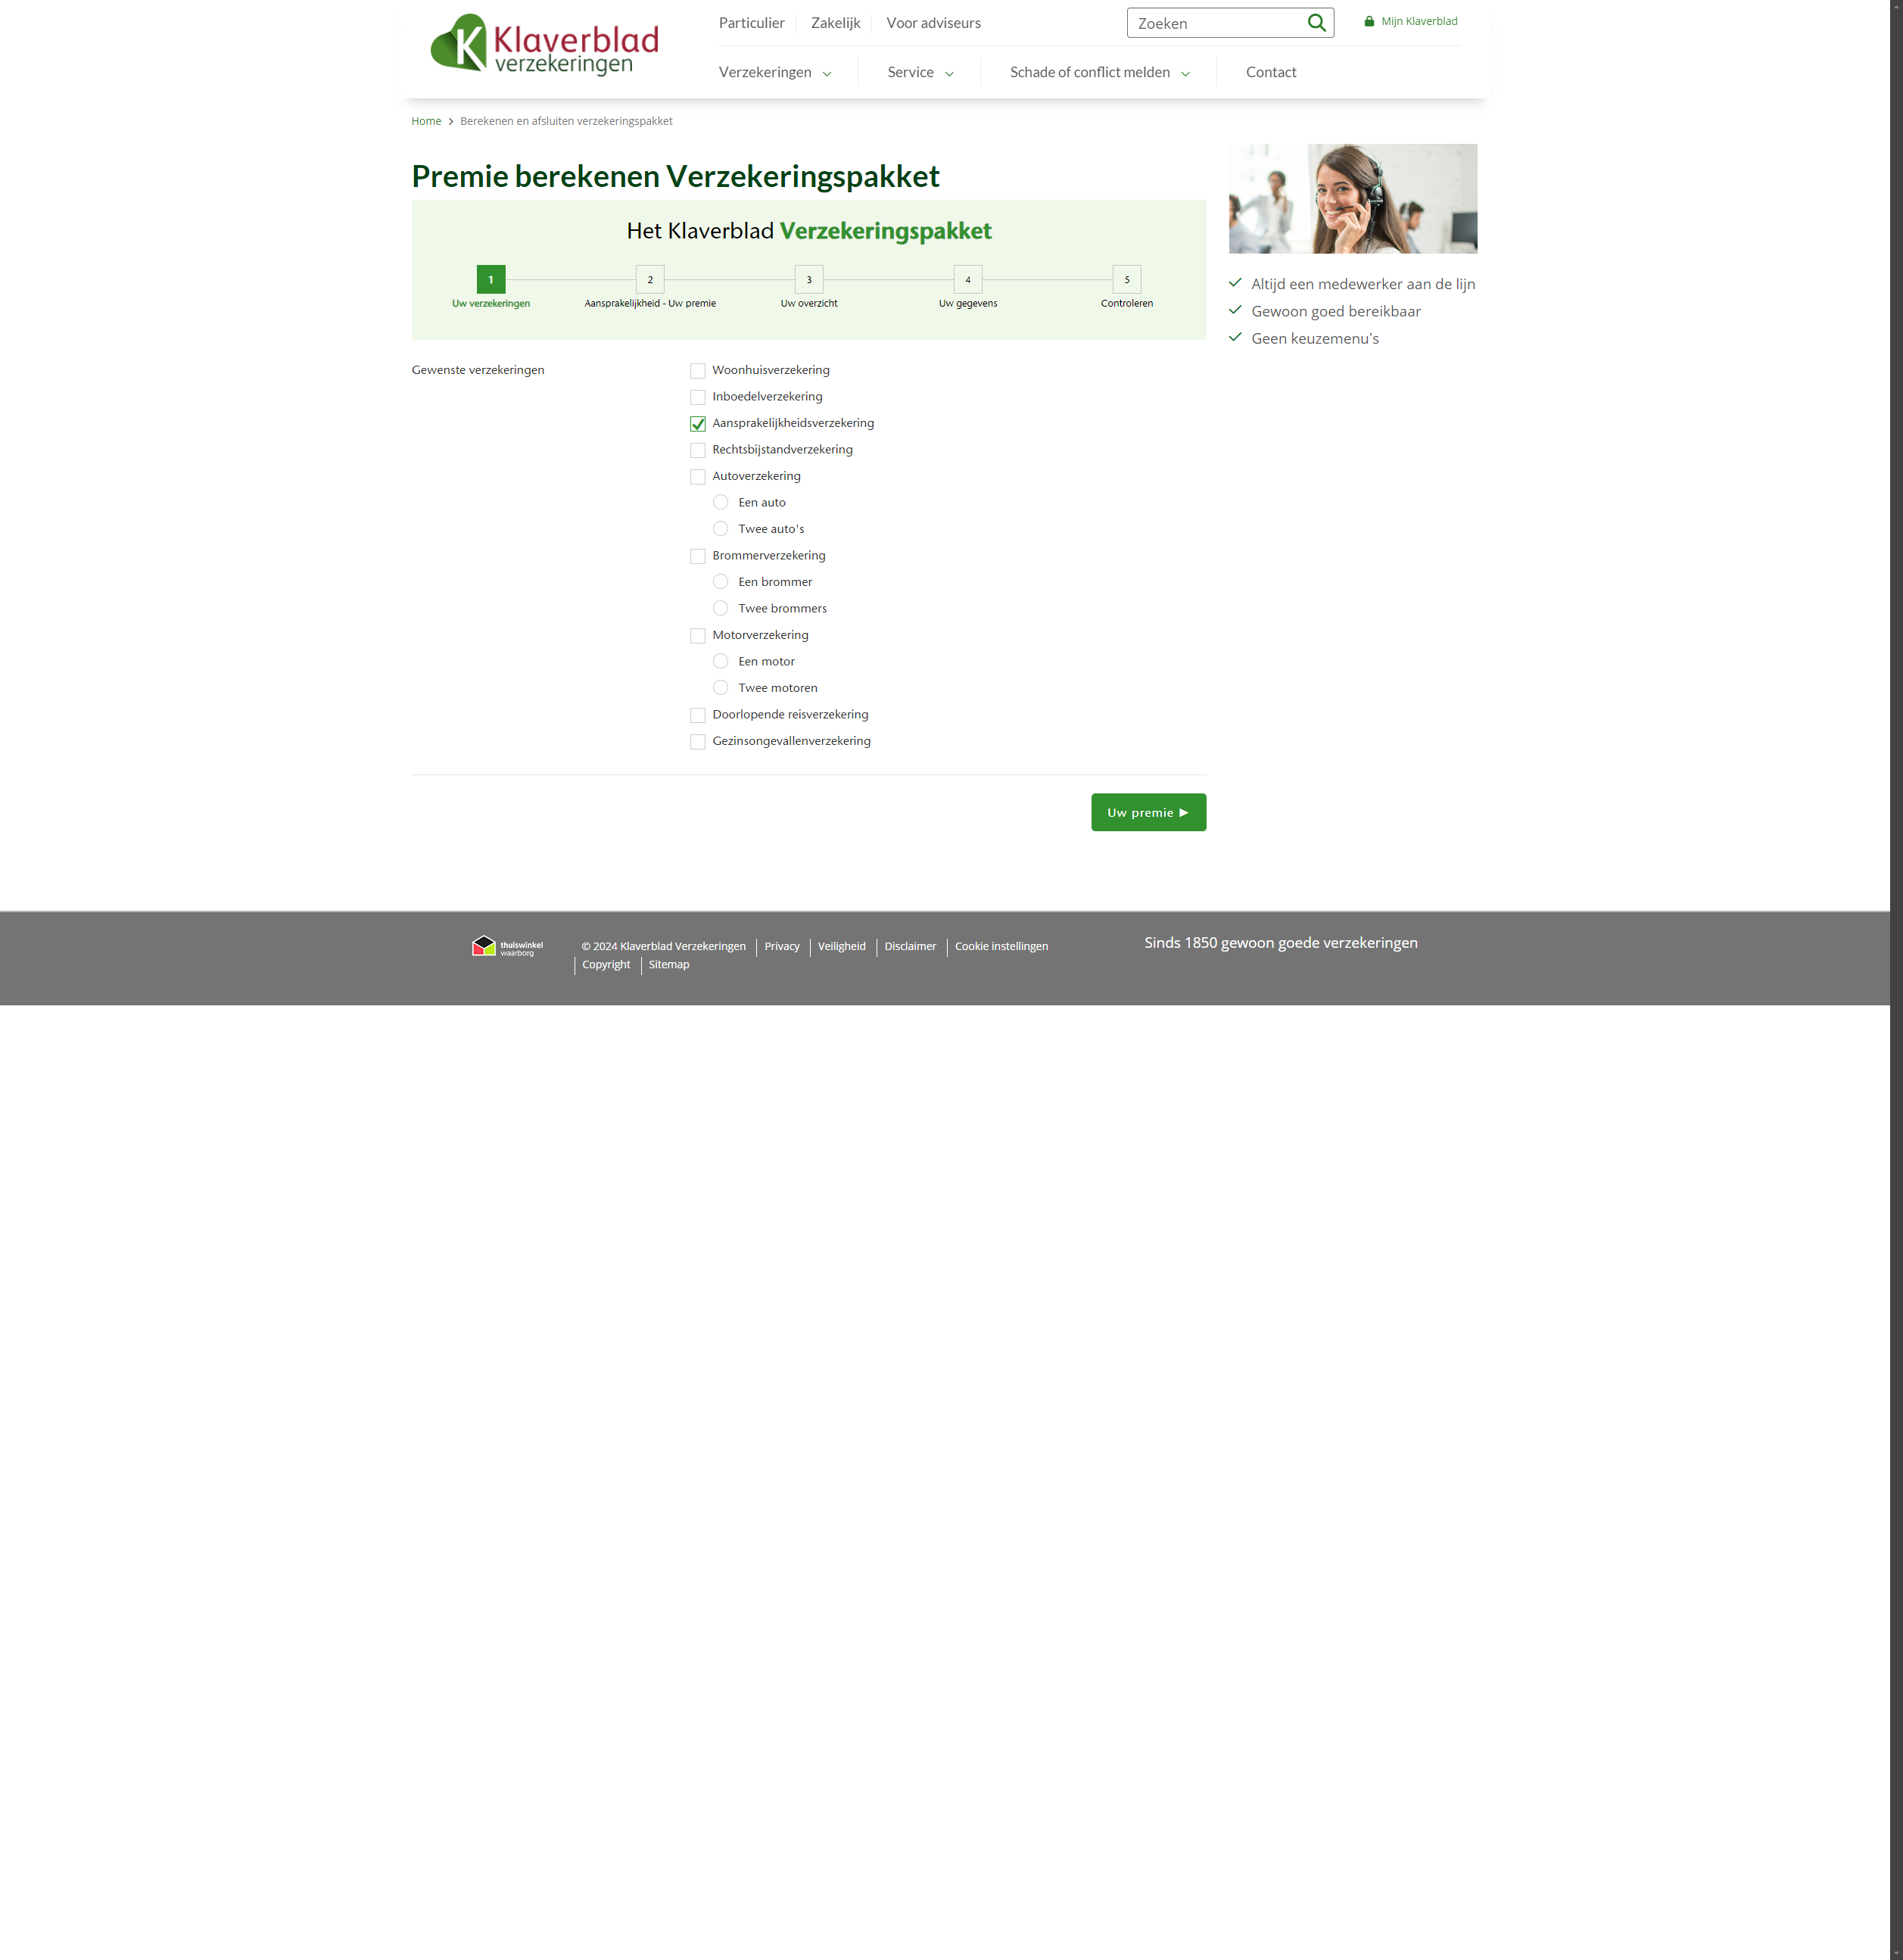 Klaverblad
verzekeringen
Particulier
Zakelijk
Voor adviseurs
Zoeken
Mijn Klaverblad
Verzekeringen
Service
Schade of conflict melden
Contact
Home
Berekenen en afsluiten verzekeringspakket
Premie berekenen Verzekeringspakket
Het Klaverblad Verzekeringspakket
1
2
3
4
5
Uw verzekeringen
Aansprakelijkheid - Uw premie
Uw overzicht
Uw gegevens
Controleren
Altijd een medewerker aan de lijn
Gewoon goed bereikbaar
Geen keuzemenu's
Gewenste verzekeringen
Woonhuisverzekering
Inboedelverzekering
Aansprakelijkheidsverzekering
Rechtsbijstandverzekering
Autoverzekering
Een auto
Twee auto's
Brommerverzekering
Een brommer
Twee brommers
Motorverzekering
Een motor
Twee motoren
Doorlopende reisverzekering
Gezinsongevallenverzekering
Uw premie
thuiswinkel
waarborg
© 2024 Klaverblad Verzekeringen
Privacy
Veiligheid
Disclaimer
Cookie instellingen
Copyright
Sitemap
Sinds 1850 gewoon goede verzekeringen